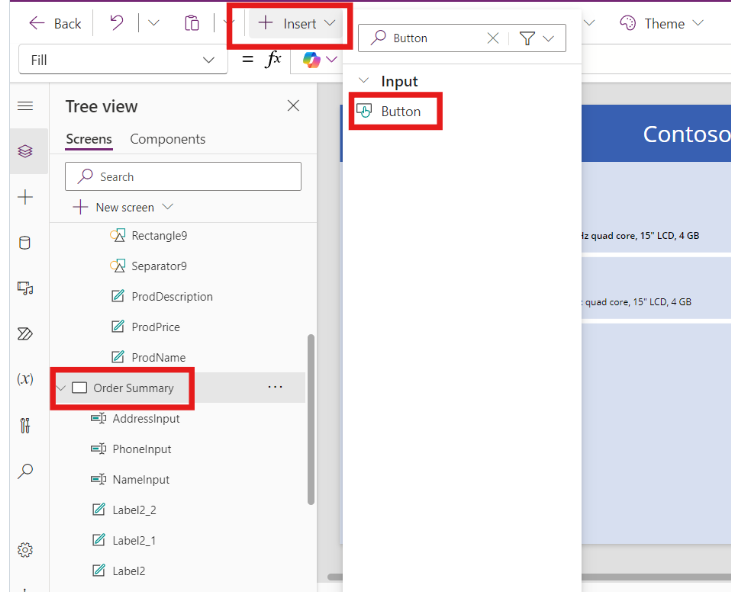 Back
Insert
Button
Theme
Fill
= fx
Tree view
Screens Components
Search
New screen
Rectangle9
Separator9
ProdDescription
ProdPrice
ProdName
Order Summary
AddressInput
PhoneInput
NameInput
Label2_2
Label2_1
Label2
(x)
Input
Button
Contoso
Hz quad core, 15" LCD, 4 GB
quad core, 15" LCD, 4 GB